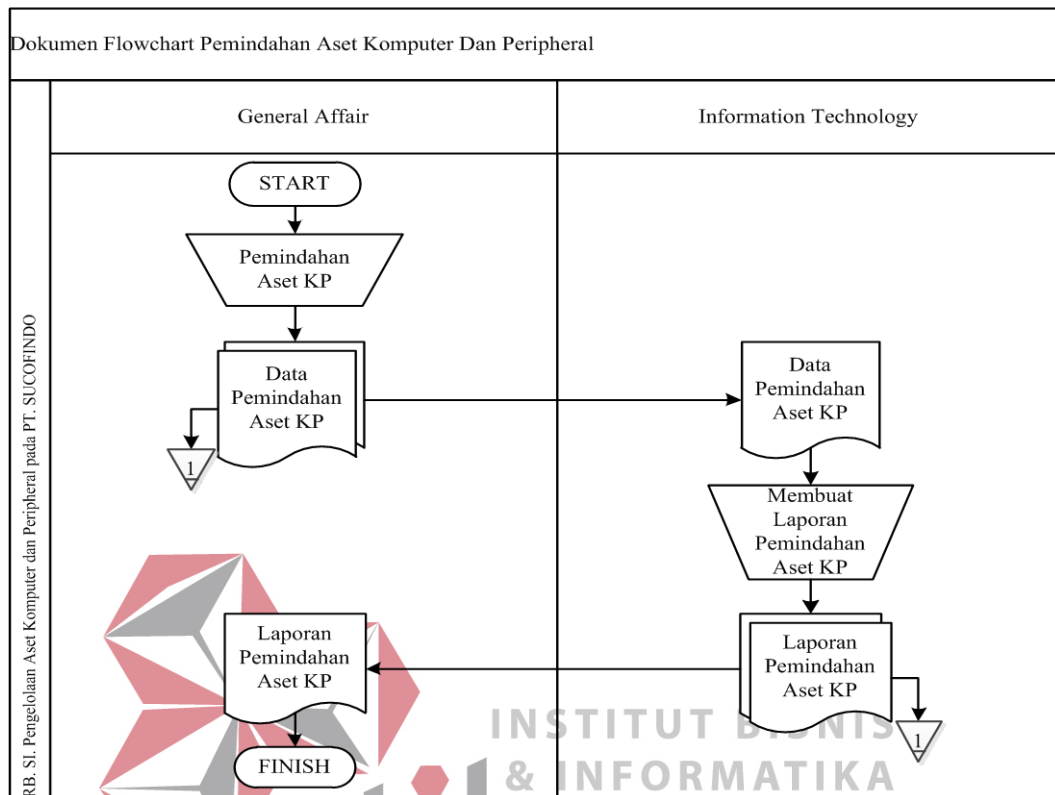 Dokumen Flowchart Pemindahan Aset Komputer Dan Peripheral
RB. SI. Pengelolaan Aset Komputer dan Peripheral pada PT. SUCOFINDO
General Affair
Information Technology
START
Pemindahan
Aset KP
Data
Pemindahan
Aset KP
1
Data
Pemindahan
Aset KP
Membuat
Laporan
Pemindahan
Aset KP
Laporan
Pemindahan
Aset KP
1
Laporan
Pemindahan
Aset KP
FINISH
INSTITUT BISNIS
& INFORMATIKA